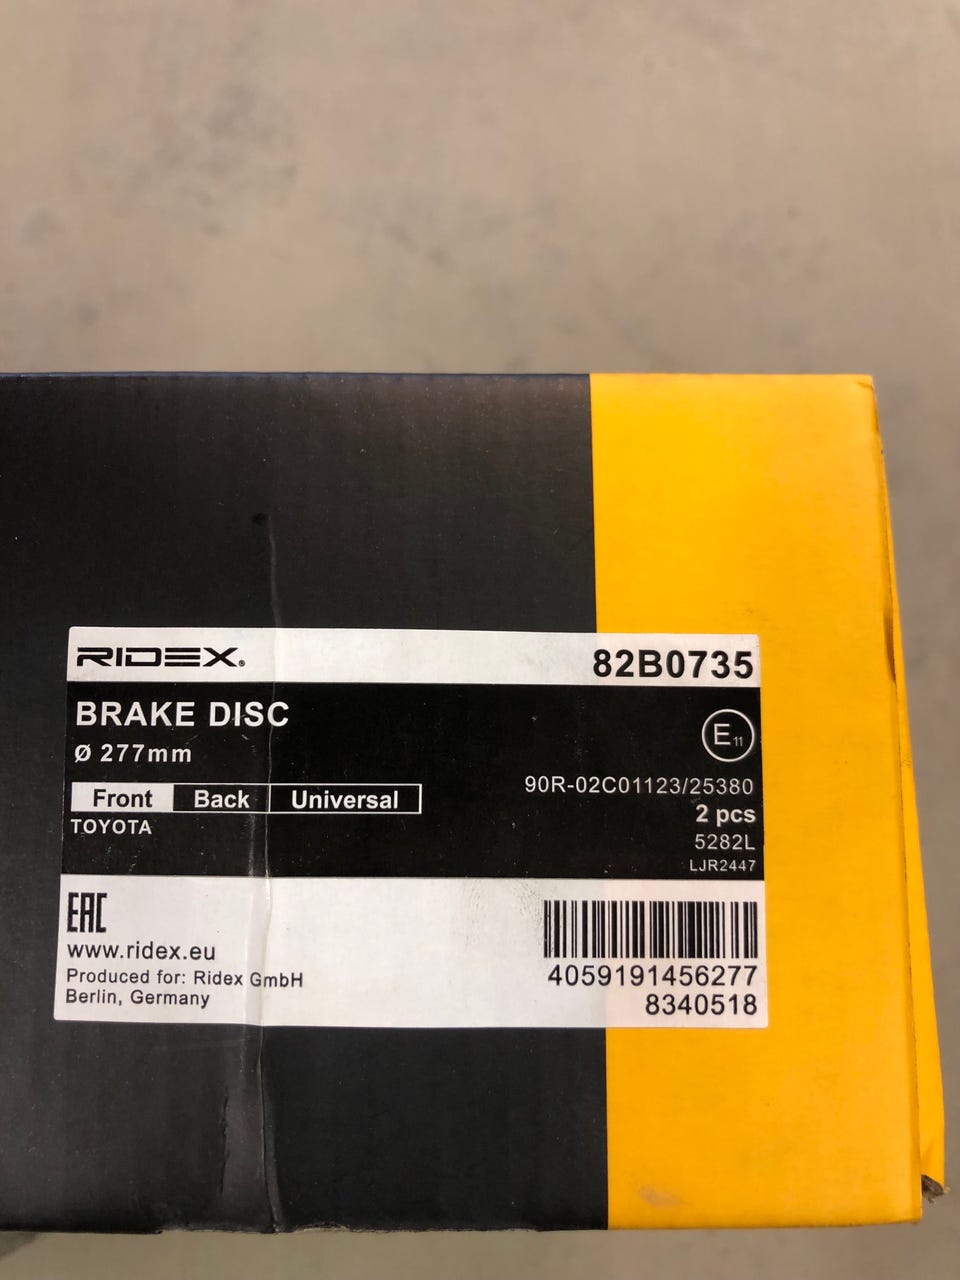 RIDEX®
82B0735
BRAKE DISC
Ø 277mm
E11
Front Back Universal
TOYOTA
90R-02C01123/25380
2 pcs
5282L
LJR2447
EAC
www.ridex.eu
Produced for: Ridex GmbH
Berlin, Germany
4059191456277
8340518